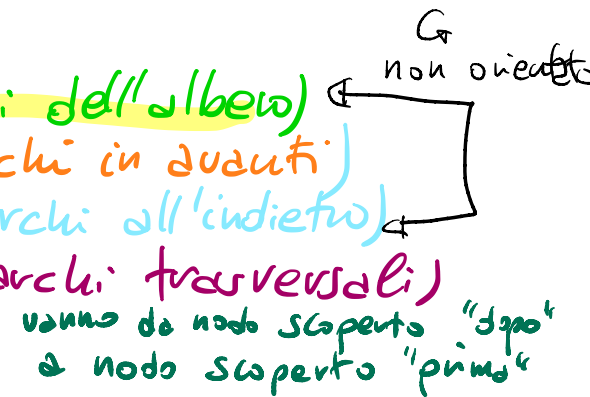 G
non orientato
i dell'albero)
chi in avanti)
rchi all'indietro)
archi trasversali)
vanno da nodo scoperto "dopo"
a nodo scoperto "prima"